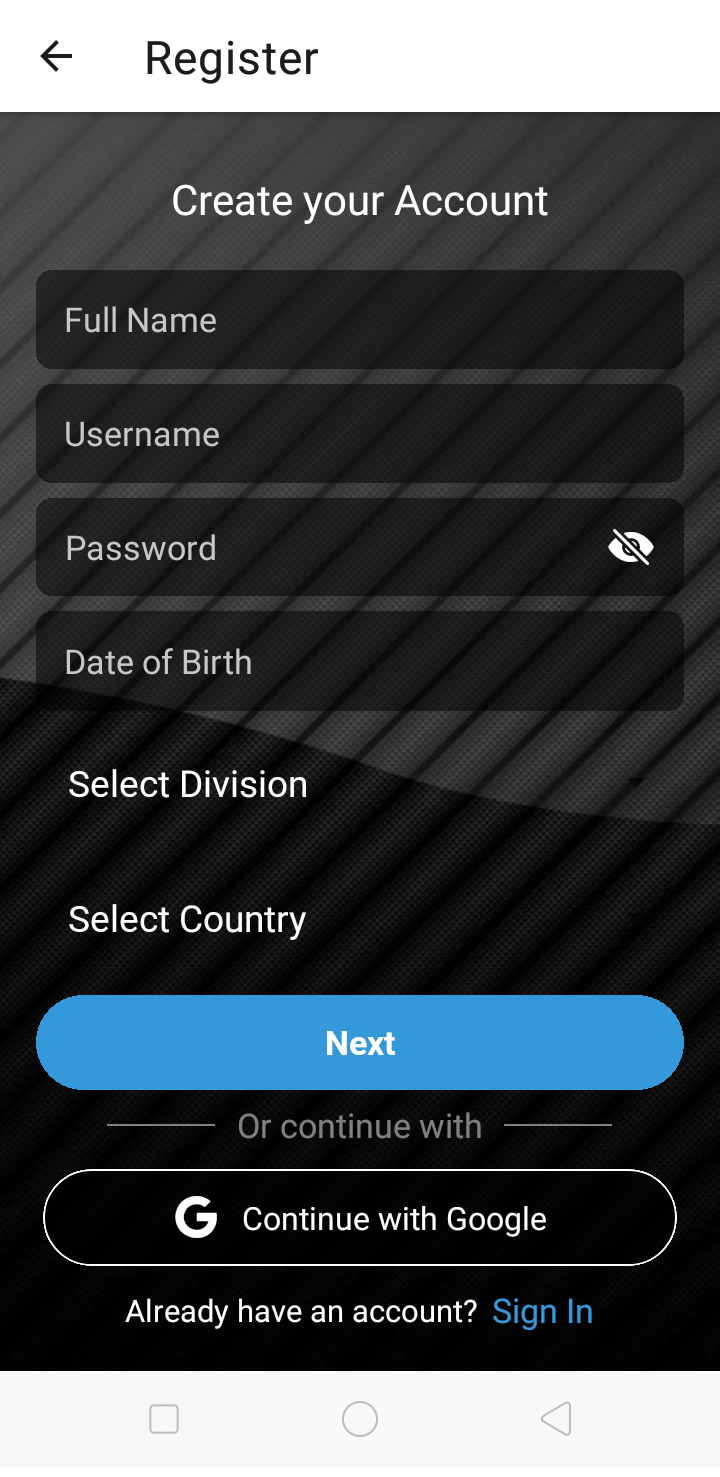 Register
Create your Account
Full Name
Username
Password
Date of Birth
Select Division
Select Country
Next
Or continue with
Continue with Google
Already have an account? Sign In